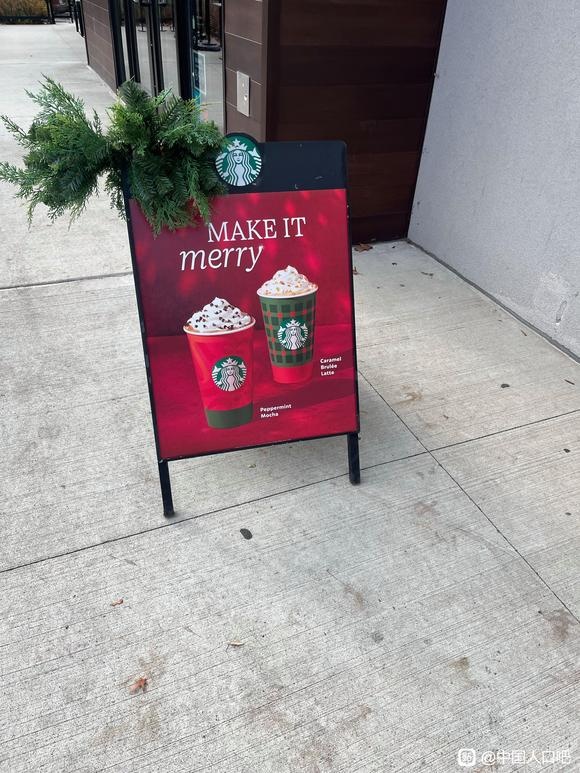 MAKE IT
merry
Caramel
Brulée
Latte
Peppermint
Mocha
@中国人口吧